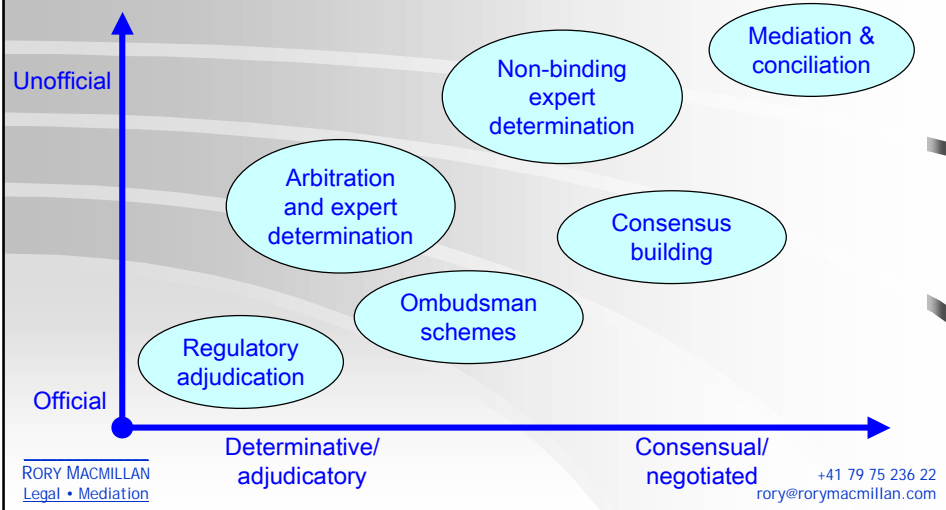 Unofficial
Mediation &
conciliation
Non-binding
expert
determination
Arbitration
and expert
determination
Consensus
building
Ombudsman
schemes
Regulatory
adjudication
Official
Determinative/
adjudicatory
Consensual/
negotiated
RORY MACMILLAN
Legal • Mediation
+41 79 75 236 22
rory@rorymacmillan.com